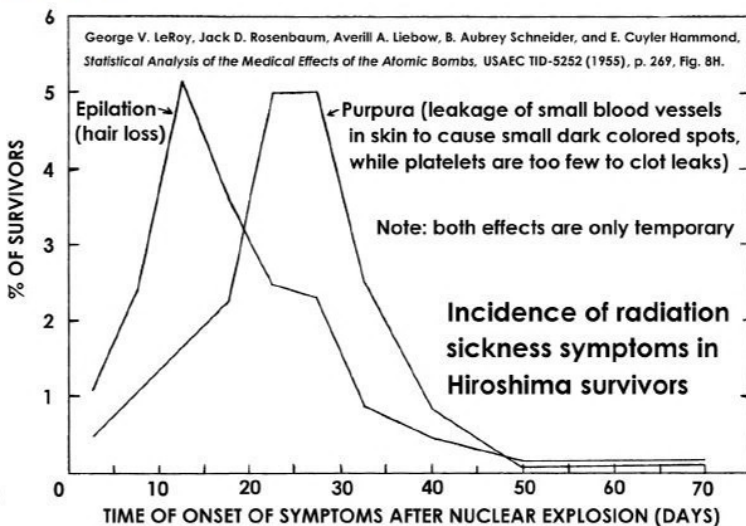 6
George V. LeRoy, Jack D. Rosenbaum, Averill A. Liebow, B. Aubrey Schneider, and E. Cuyler Hammond,
Statistical Analysis of the Medical Effects of the Atomic Bombs, USAEC TID-5252 (1955), p. 269, Fig. 8H.
5
Epilation
(hair loss)
Purpura (leakage of small blood vessels
in skin to cause small dark colored spots,
while platelets are too few to clot leaks)
4
Note: both effects are only temporary
3
% OF SURVIVORS
2
Incidence of radiation
sickness symptoms in
Hiroshima survivors
1
0 10 20 30 40 50 60 70
TIME OF ONSET OF SYMPTOMS AFTER NUCLEAR EXPLOSION (DAYS)